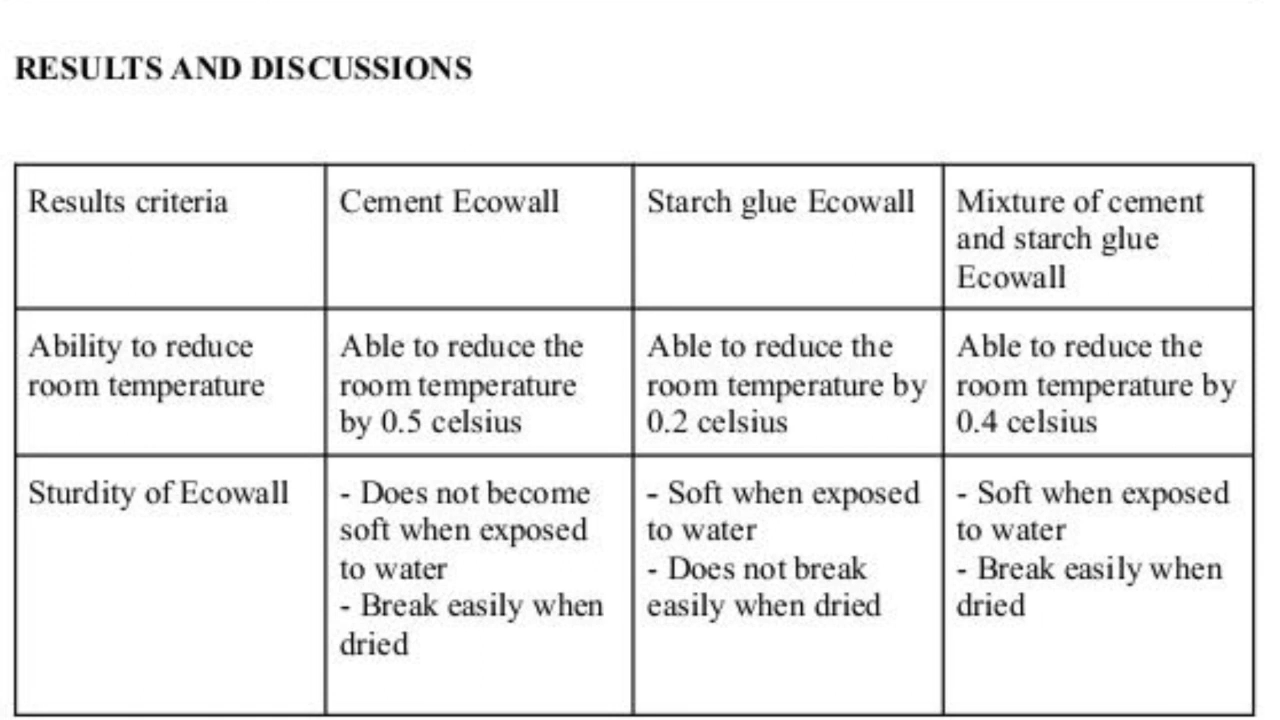 RESULTS AND DISCUSSIONS
Results criteria
Cement Ecowall
Starch glue Ecowall
Mixture of cement
and starch glue
Ecowall
Ability to reduce
room temperature
Able to reduce the
room temperature
by 0.5 celsius
Able to reduce the
room temperature by
0.2 celsius
Able to reduce the
room temperature by
0.4 celsius
Sturdity of Ecowall
- Does not become
soft when exposed
to water
- Break easily when
dried
- Soft when exposed
to water
- Does not break
easily when dried
- Soft when exposed
to water
- Break easily when
dried